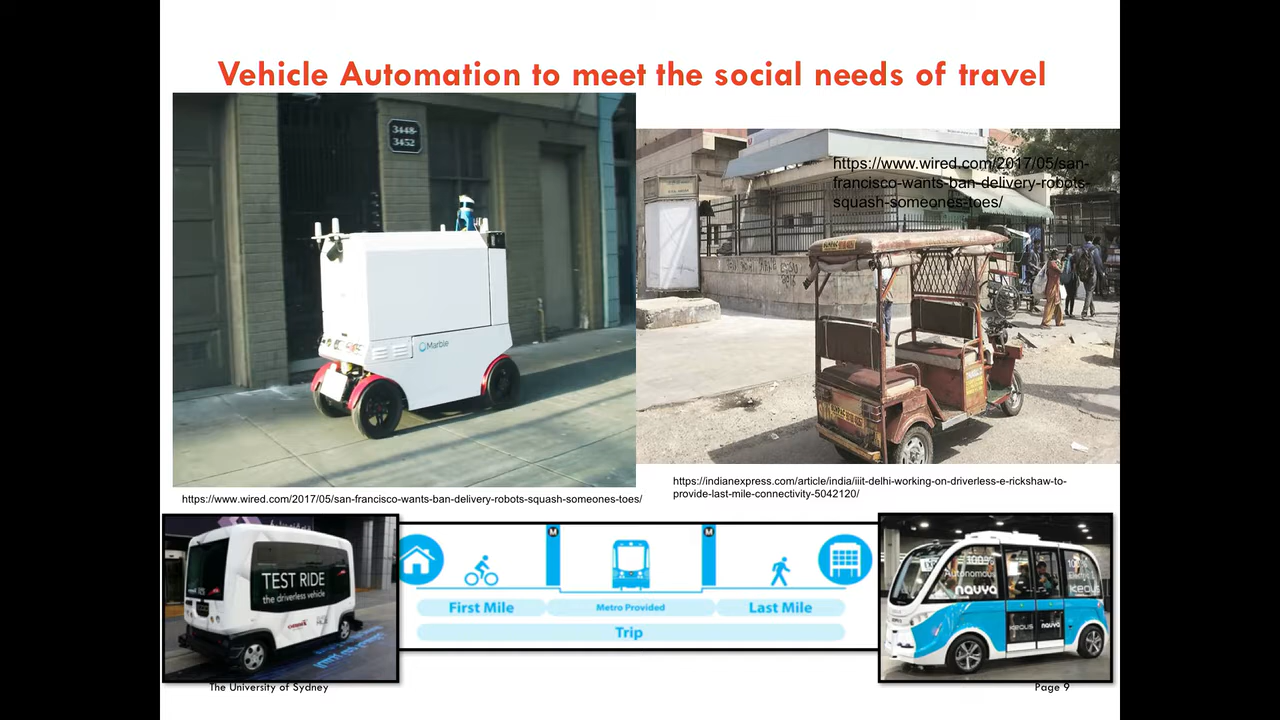 Vehicle Automation to meet the social needs of travel
3448-
3452
Marble
https://www.wired.com/2017/05/san-
francisco-wants-ban-delivery-robots-
squash-someones-toes/
https://www.wired.com/2017/05/san-francisco-wants-ban-delivery-robots-squash-someones-toes/
https://indianexpress.com/article/india/iiit-delhi-working-on-driverless-e-rickshaw-to-
provide-last-mile-connectivity-5042120/
TEST RIDE
the driverless vehicle
M
M
First Mile
Metro Provided
Last Mile
Trip
100%
Autonomous
navya
KEOLIS
navya
The University of Sydney
Page 9